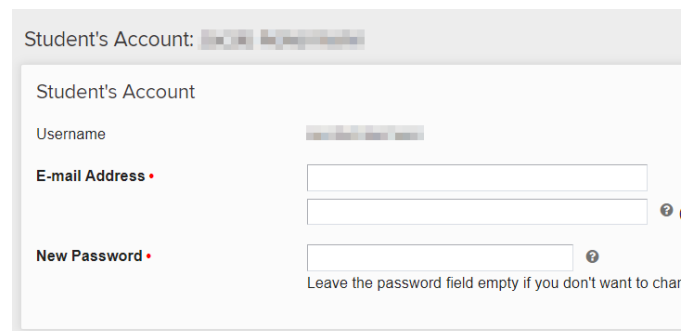 Student's Account:
Student's Account
Username
E-mail Address •
New Password •
Leave the password field empty if you don't want to